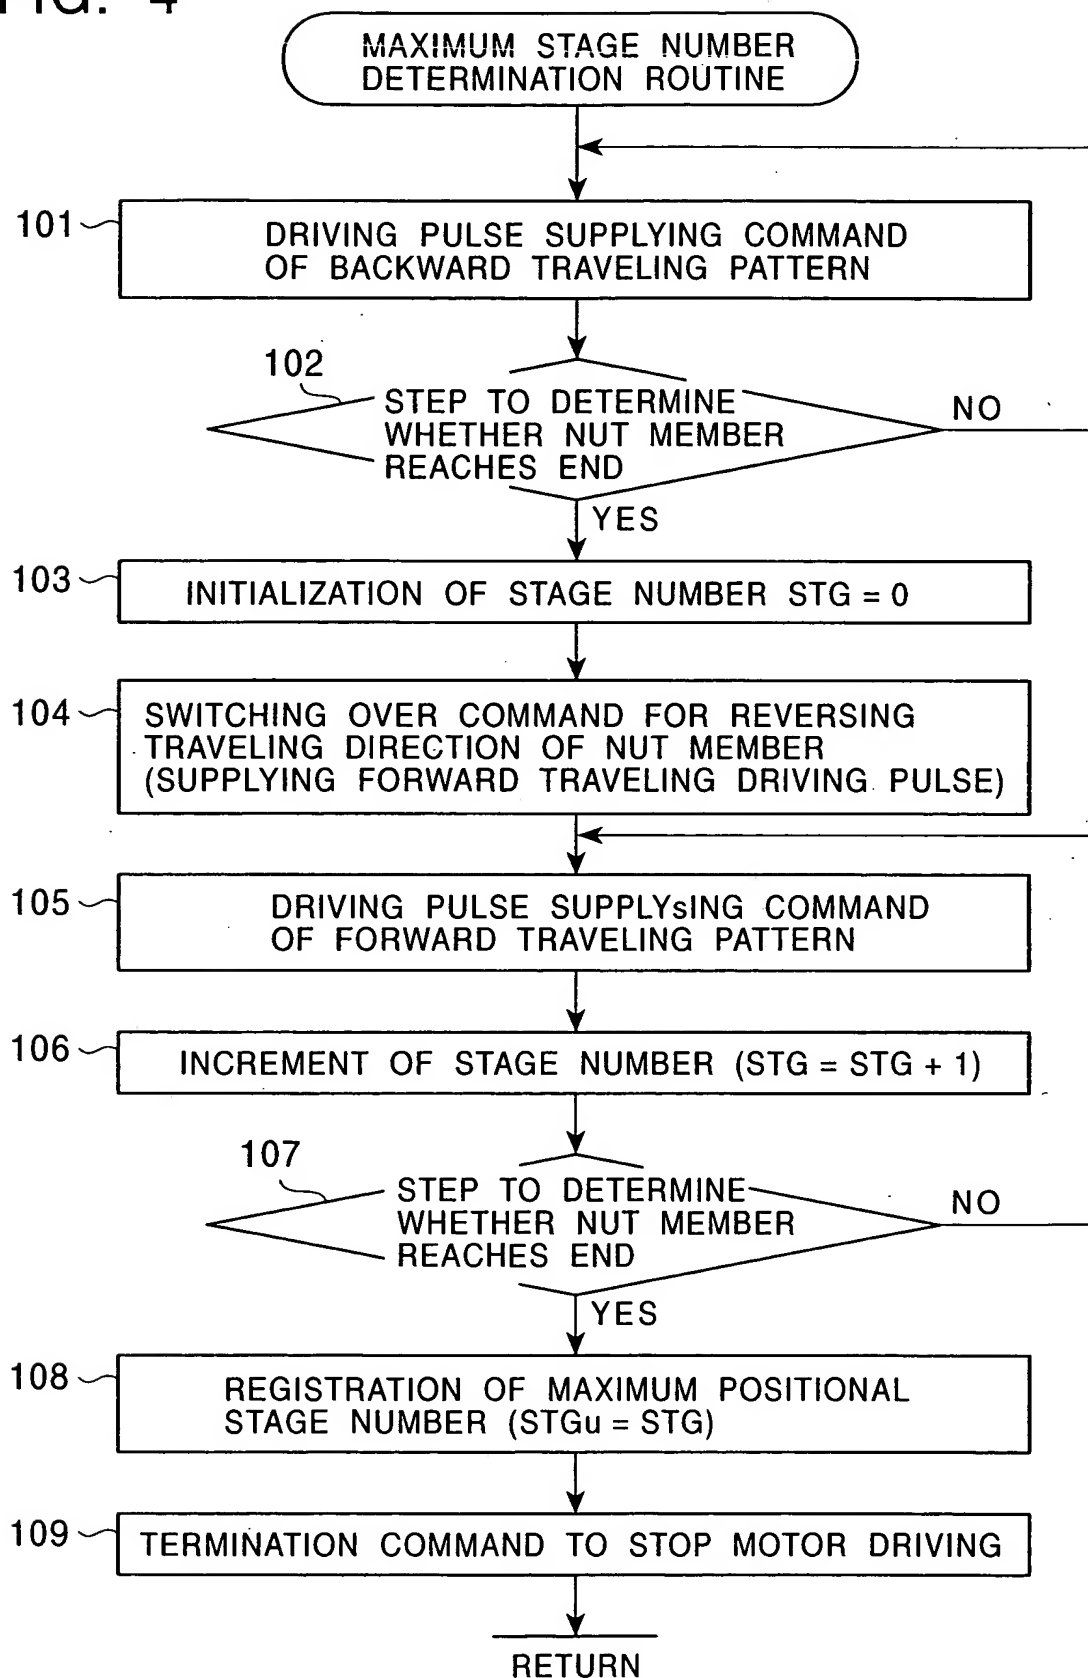 FIG. 4
MAXIMUM STAGE NUMBER
DETERMINATION ROUTINE
101
DRIVING PULSE SUPPLYING COMMAND
OF BACKWARD TRAVELING PATTERN
102
STEP TO DETERMINE
WHETHER NUT MEMBER
REACHES END
NO
YES
103
INITIALIZATION OF STAGE NUMBER STG = 0
104
SWITCHING OVER COMMAND FOR REVERSING
TRAVELING DIRECTION OF NUT MEMBER
(SUPPLYING FORWARD TRAVELING DRIVING PULSE)
105
DRIVING PULSE SUPPLYsING COMMAND
OF FORWARD TRAVELING PATTERN
106
INCREMENT OF STAGE NUMBER (STG = STG + 1)
107
STEP TO DETERMINE
WHETHER NUT MEMBER
REACHES END
NO
YES
108
REGISTRATION OF MAXIMUM POSITIONAL
STAGE NUMBER (STGu = STG)
109
TERMINATION COMMAND TO STOP MOTOR DRIVING
RETURN